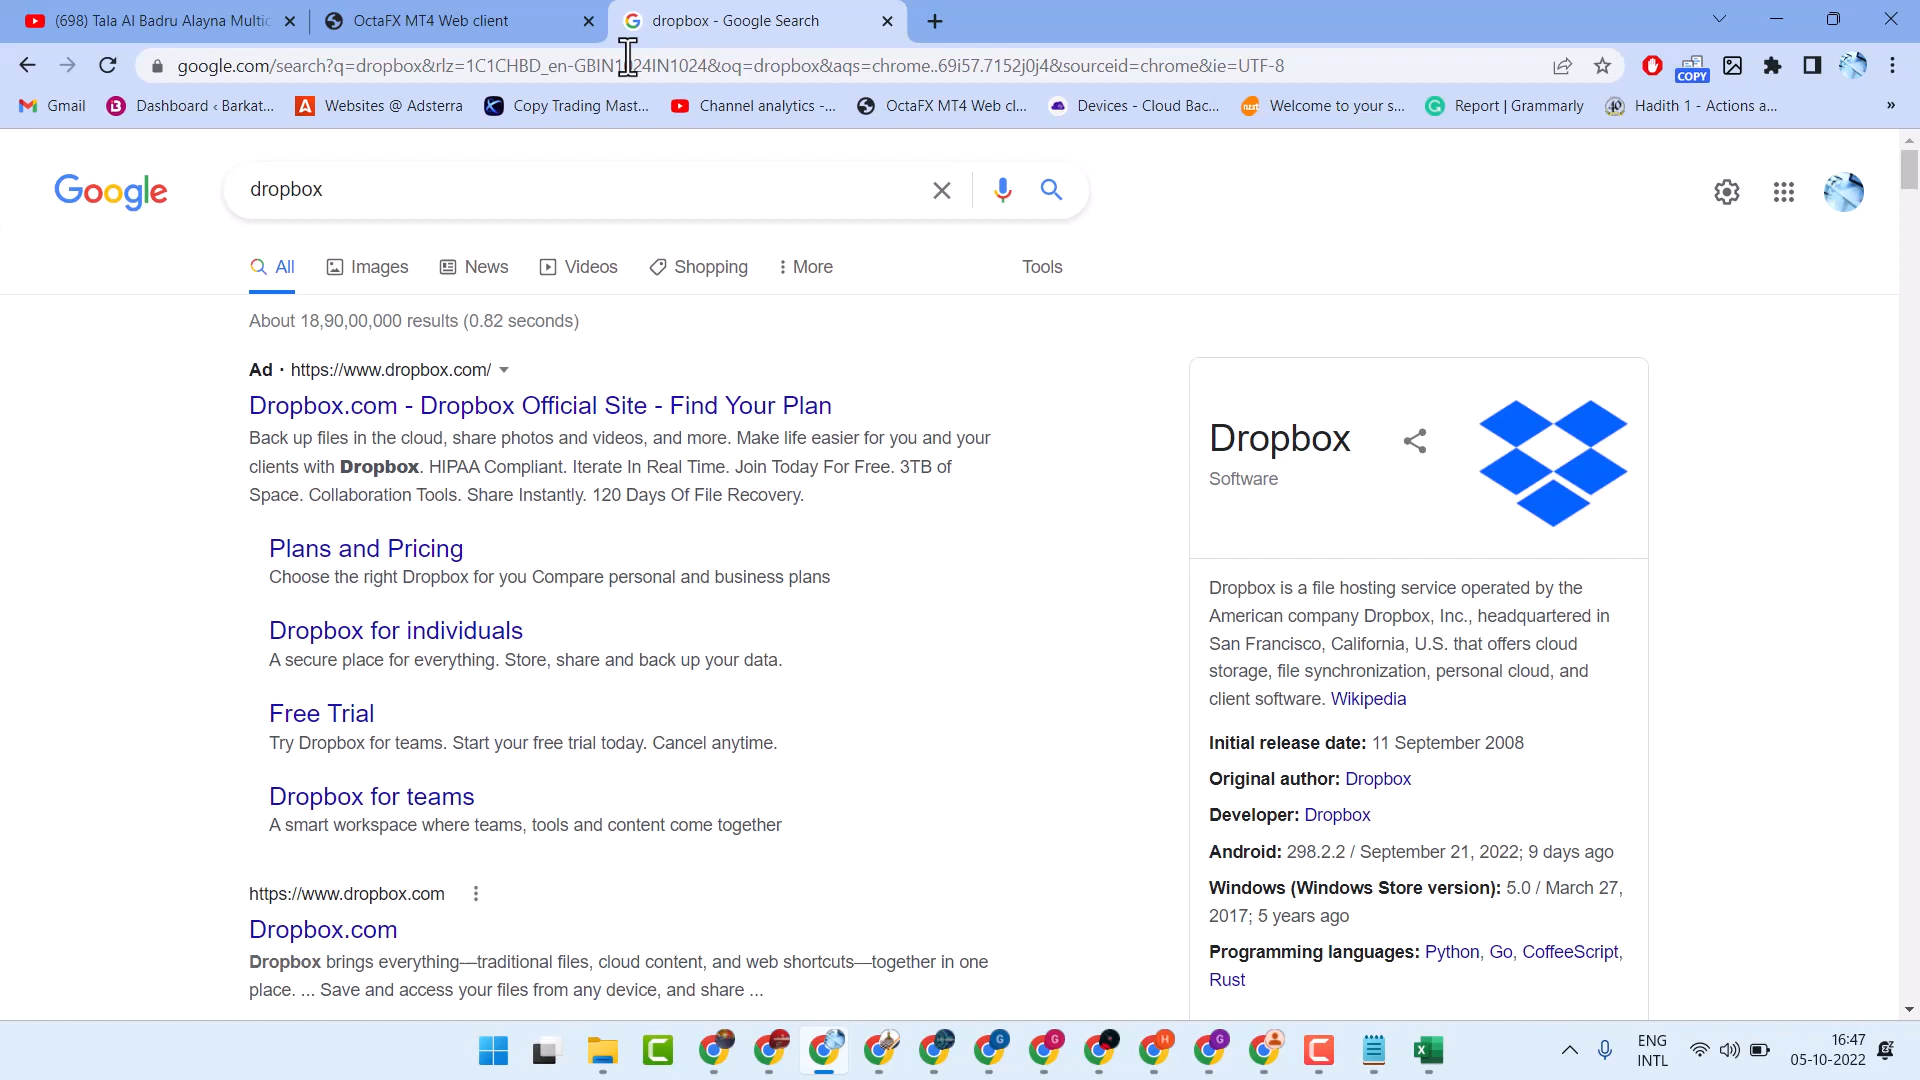 (698) Tala Al Badru Alayna Multic
OctaFX MT4 Web client
dropbox - Google Search
google.com/search?q=dropbox&rlz=1C1CHBD_en-GBIN1024IN1024&oq=dropbox&aqs=chrome..69i57.7152j0j4&sourceid=chrome&ie=UTF-8
COPY
Gmail
Dashboard ‹ Barkat...
Websites @ Adsterra
Copy Trading Mast...
Channel analytics -...
OctaFX MT4 Web cl...
Devices - Cloud Bac...
Welcome to your s...
Report | Grammarly
Hadith 1 - Actions a...
»
Google
dropbox
All
Images
News
Videos
Shopping
More
Tools
About 18,90,00,000 results (0.82 seconds)
Ad · https://www.dropbox.com/
Dropbox.com - Dropbox Official Site - Find Your Plan
Back up files in the cloud, share photos and videos, and more. Make life easier for you and your
clients with Dropbox. HIPAA Compliant. Iterate In Real Time. Join Today For Free. 3TB of
Space. Collaboration Tools. Share Instantly. 120 Days Of File Recovery.
Plans and Pricing
Choose the right Dropbox for you Compare personal and business plans
Dropbox for individuals
A secure place for everything. Store, share and back up your data.
Free Trial
Try Dropbox for teams. Start your free trial today. Cancel anytime.
Dropbox for teams
A smart workspace where teams, tools and content come together
https://www.dropbox.com
Dropbox.com
Dropbox brings everything—traditional files, cloud content, and web shortcuts—together in one
place. ... Save and access your files from any device, and share ...
Dropbox
Software
Dropbox is a file hosting service operated by the
American company Dropbox, Inc., headquartered in
San Francisco, California, U.S. that offers cloud
storage, file synchronization, personal cloud, and
client software. Wikipedia
Initial release date: 11 September 2008
Original author: Dropbox
Developer: Dropbox
Android: 298.2.2 / September 21, 2022; 9 days ago
Windows (Windows Store version): 5.0 / March 27,
2017; 5 years ago
Programming languages: Python, Go, CoffeeScript,
Rust
ENG
INTL
16:47
05-10-2022